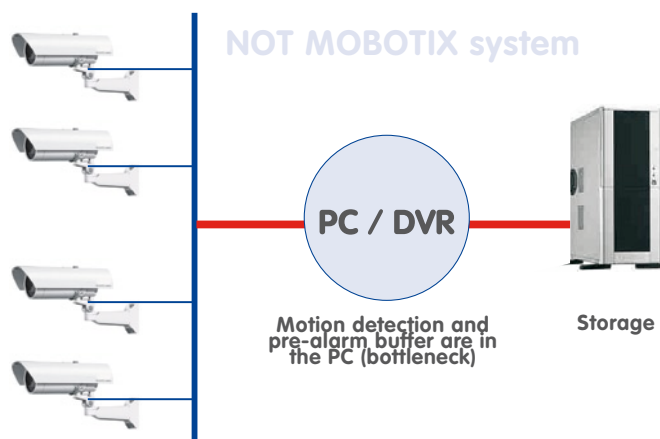 NOT MOBOTIX system
PC / DVR
Motion detection and
pre-alarm buffer are in
the PC (bottleneck)
Storage